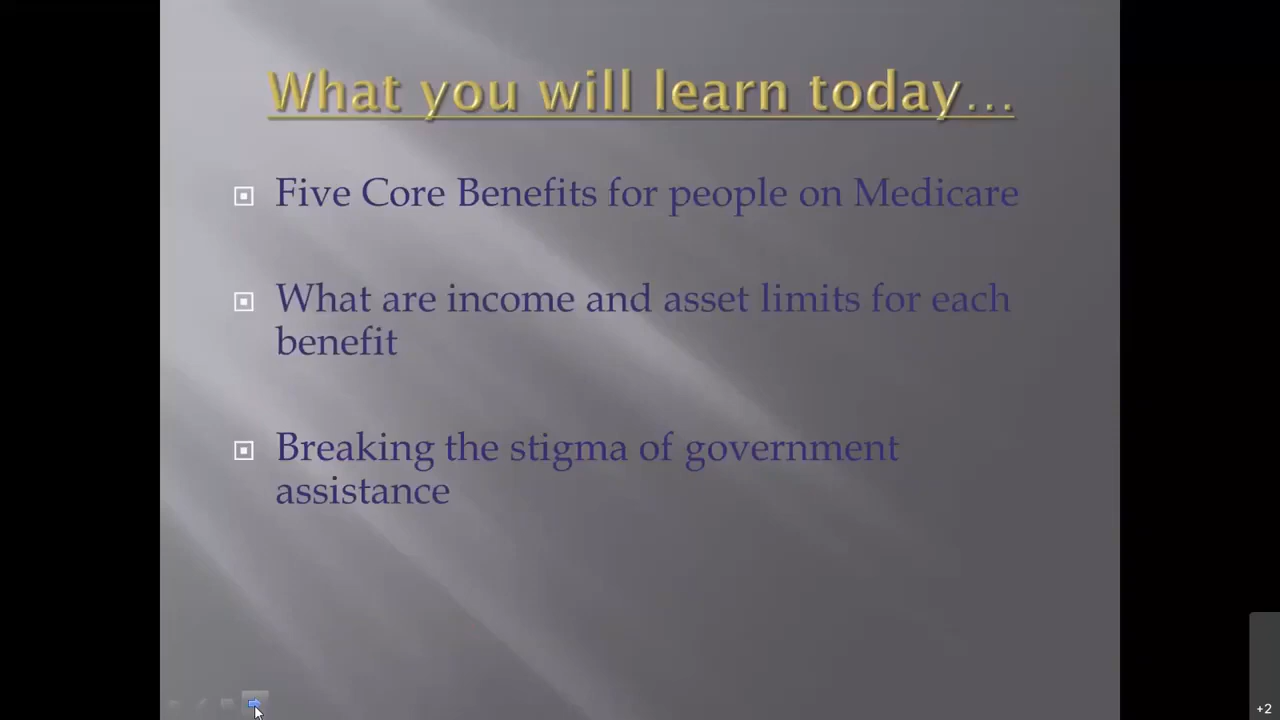 What you will learn today...
Five Core Benefits for people on Medicare
What are income and asset limits for each
benefit
Breaking the stigma of government
assistance
+2